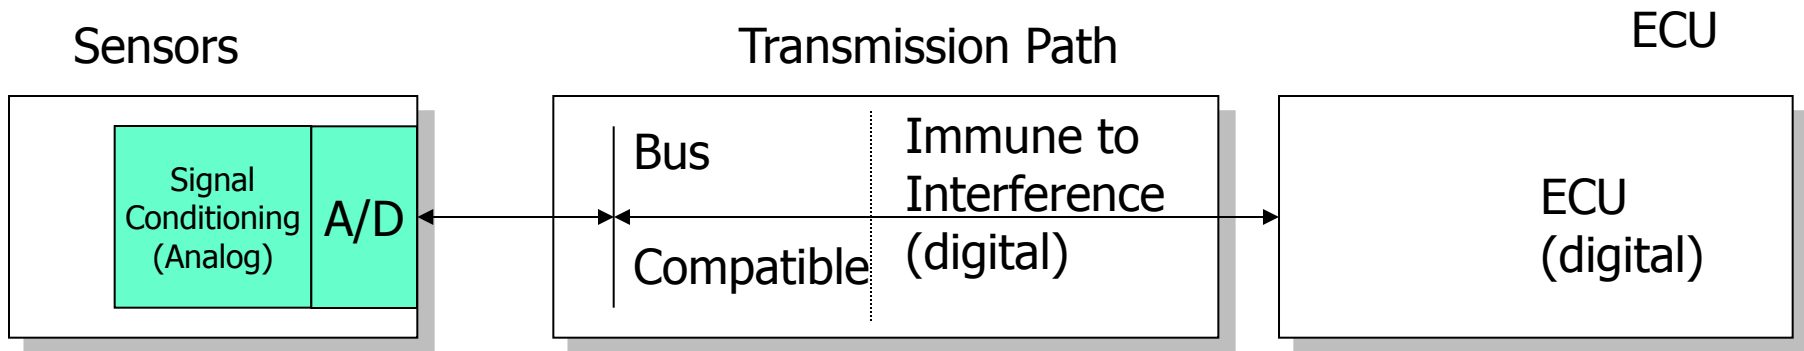 Sensors
Transmission Path
ECU
Signal
Conditioning
(Analog)
A/D
Bus
Compatible
Immune to
Interference
(digital)
ECU
(digital)